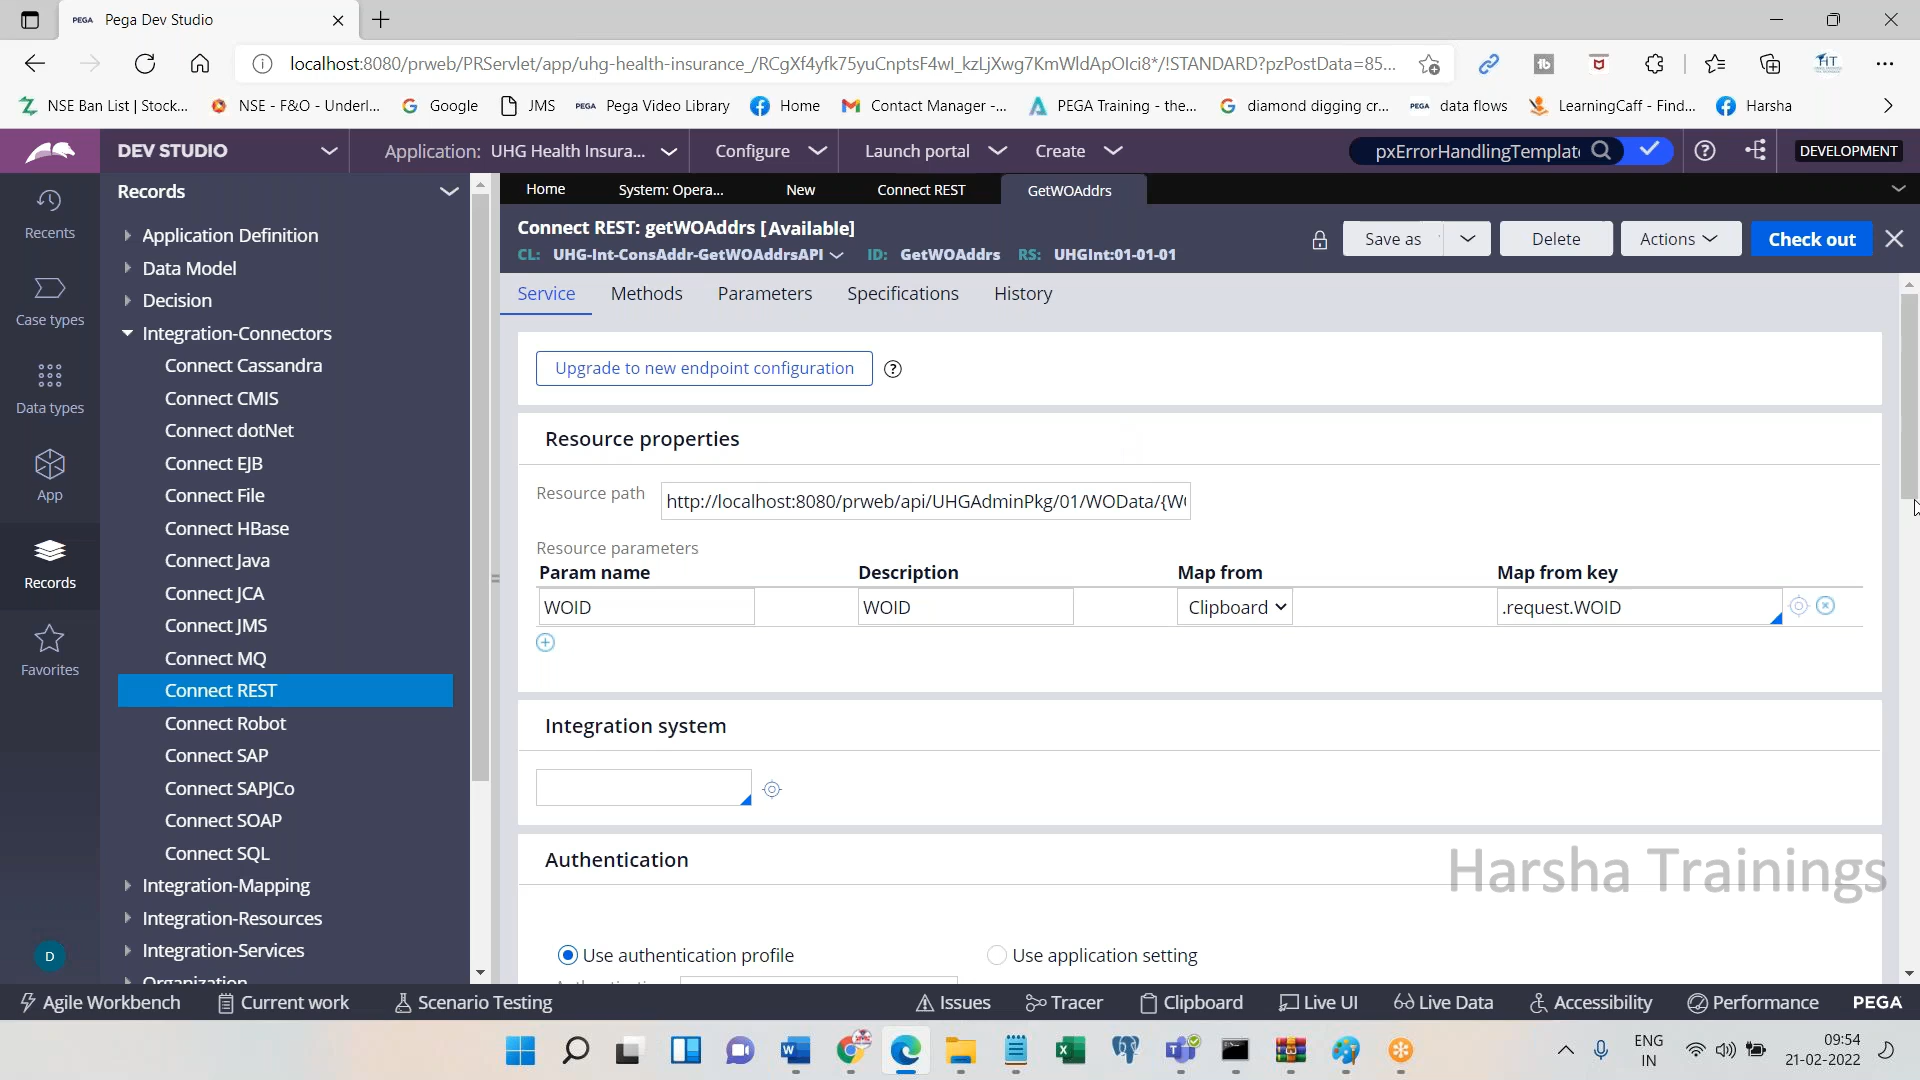 PEGA Pega Dev Studio
localhost:8080/prweb/PRServlet/app/uhg-health-insurance_/RCgXf4yfk75yuCnptsF4wI_kzLjXwg7KmWldApOIci8*/!STANDARD?pzPostData=85...
NSE Ban List | Stock... NSE - F&O - Underl... Google JMS PEGA Pega Video Library Home Contact Manager -... PEGA Training - the... diamond digging cr... PEGA data flows LearningCaff - Find... Harsha
DEV STUDIO Application: UHG Health Insura... Configure Launch portal Create pxErrorHandlingTemplate DEVELOPMENT
Recents
Case types
Data types
App
Records
Favorites
D
Records
Application Definition
Data Model
Decision
Integration-Connectors
Connect Cassandra
Connect CMIS
Connect dotNet
Connect EJB
Connect File
Connect HBase
Connect Java
Connect JCA
Connect JMS
Connect MQ
Connect REST
Connect Robot
Connect SAP
Connect SAPJCo
Connect SOAP
Connect SQL
Integration-Mapping
Integration-Resources
Integration-Services
Organization
Home System: Opera... New Connect REST GetWOAddrs
Connect REST: getWOAddrs [Available]
CL: UHG-Int-ConsAddr-GetWOAddrsAPI ID: GetWOAddrs RS: UHGInt:01-01-01
Save as Delete Actions Check out
Service Methods Parameters Specifications History
Upgrade to new endpoint configuration
Resource properties
Resource path http://localhost:8080/prweb/api/UHGAdminPkg/01/WOData/{W
Resource parameters
Param name Description Map from Map from key
WOID WOID Clipboard .request.WOID
Integration system
Authentication
Harsha Trainings
Use authentication profile Use application setting
Agile Workbench Current work Scenario Testing Issues Tracer Clipboard Live UI Live Data Accessibility Performance PEGA
ENG
IN
09:54
21-02-2022